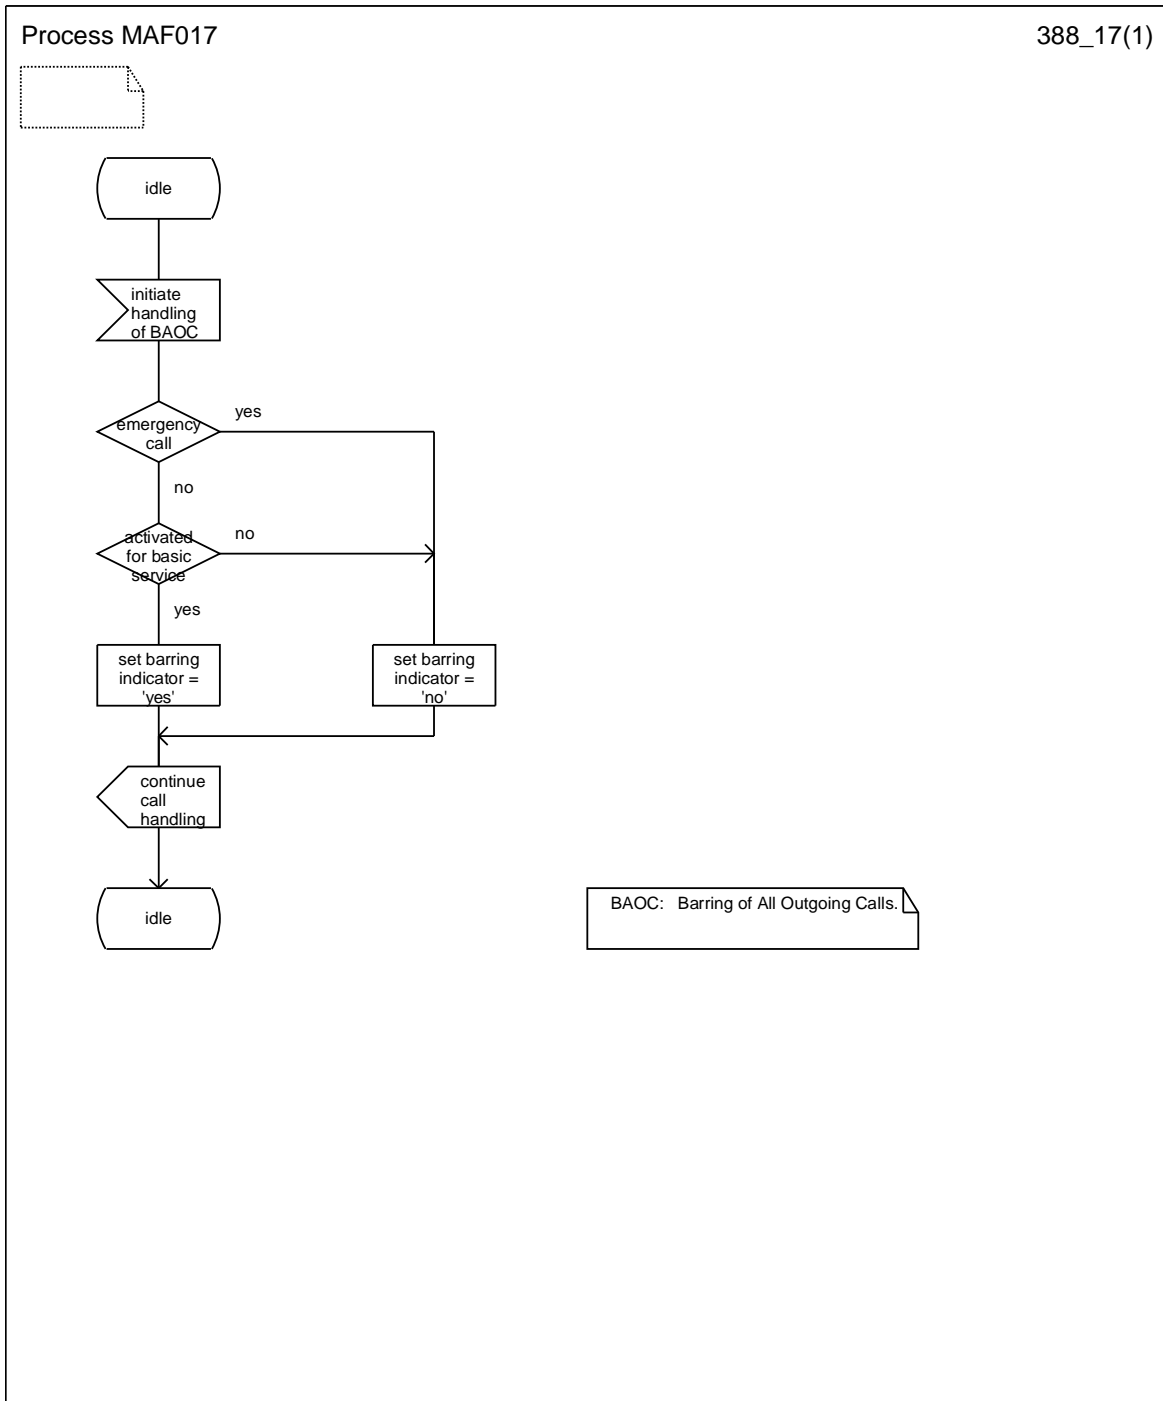 Process MAF017
388_17(1)
idle
initiate
handling
of BAOC
emergency
call
yes
no
activated
for basic
service
no
yes
set barring
indicator =
'yes'
set barring
indicator =
'no'
continue
call
handling
idle
BAOC: Barring of All Outgoing Calls.